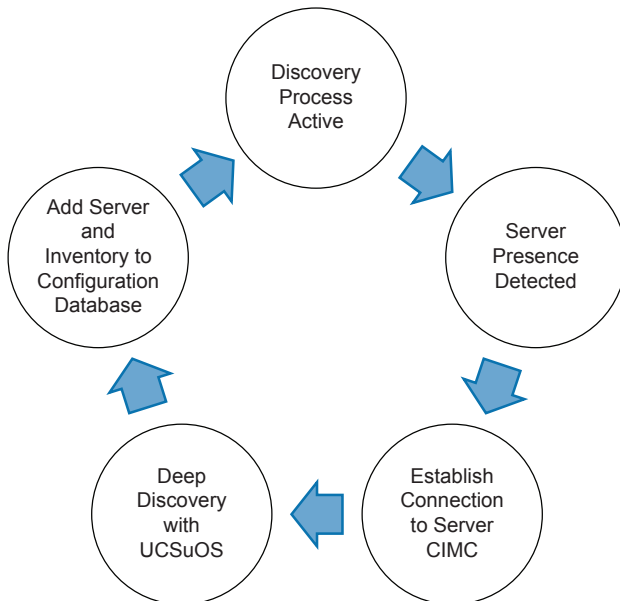 Discovery
Process
Active
Server
Presence
Detected
Establish
Connection
to Server
CIMC
Deep
Discovery
with
UCSuOS
Add Server
and
Inventory to
Configuration
Database